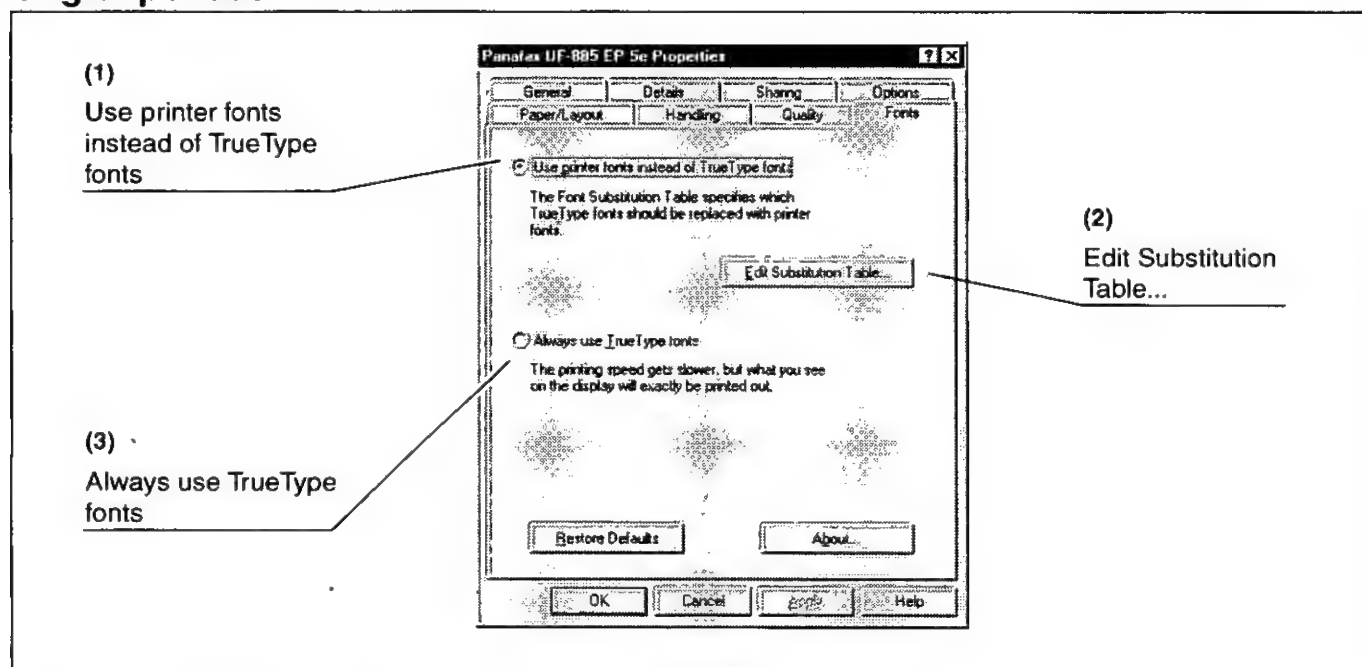 (1)
Use printer fonts
instead of TrueType
fonts
Panafax UF-885 EP 5e Properties
General Details Sharing Options
Paper/Layout Handling Quality Fonts
Use printer fonts instead of TrueType fonts
The Font Substitution Table specifies which
TrueType fonts should be replaced with printer
fonts.
Edit Substitution Table...
(2)
Edit Substitution
Table...
Always use TrueType fonts
The printing speed gets slower, but what you see
on the display will exactly be printed out.
(3)
Always use TrueType
fonts
Restore Defaults About...
OK Cancel Apply Help